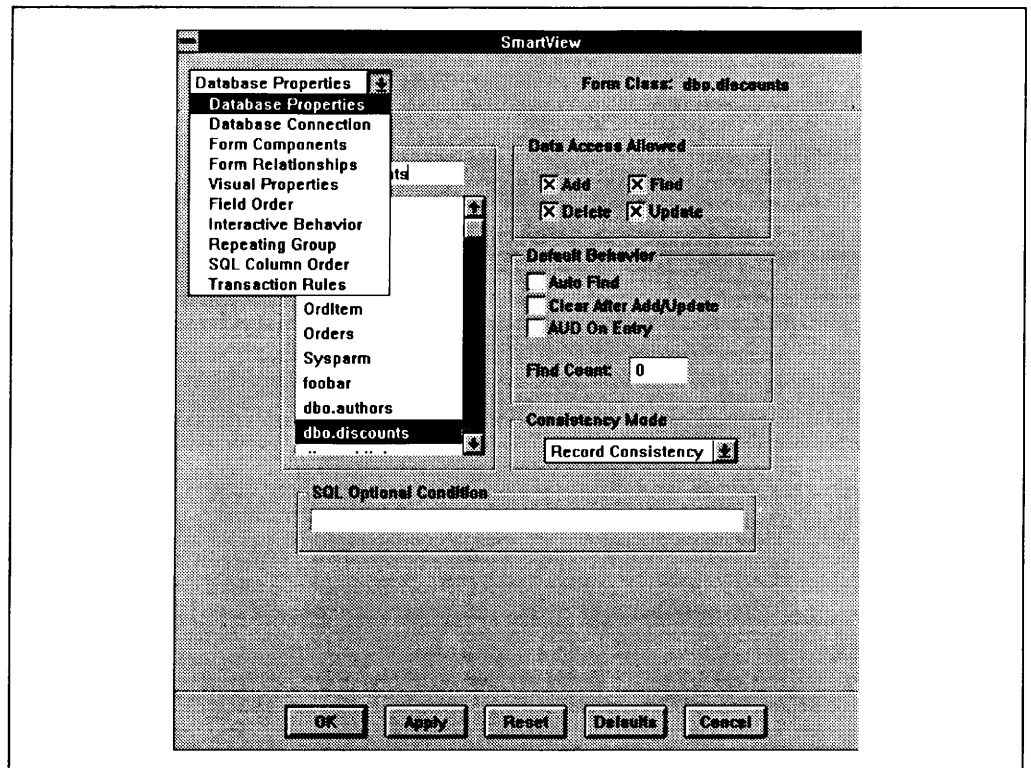 SmartView
Database Properties
Form Class: dbo.discounts
Database Properties
Database Connection
Form Components
Form Relationships
Visual Properties
Field Order
Interactive Behavior
Repeating Group
SQL Column Order
Transaction Rules
nts
OrdItem
Orders
Sysparm
foobar
dbo.authors
dbo.discounts
Data Access Allowed
Add Find
Delete Update
Default Behavior
Auto Find
Clear After Add/Update
AUD On Entry
Find Count: 0
Consistency Mode
Record Consistency
SQL Optional Condition
OK Apply Reset Defaults Cancel